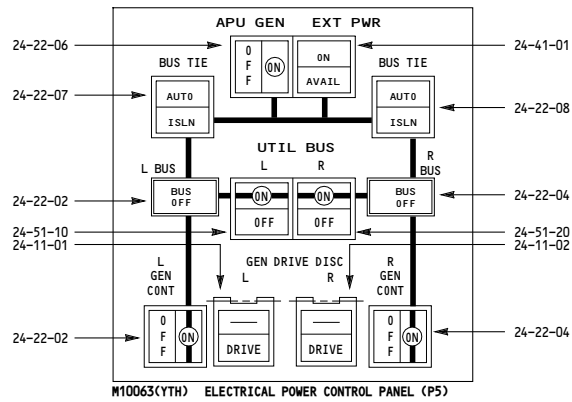 APU GEN EXT PWR
24-22-06
O
F
F
ON
ON
AVAIL
24-41-01
BUS TIE
BUS TIE
24-22-07
AUTO
ISLN
AUTO
ISLN
24-22-08
UTIL BUS
L R
L BUS
R
BUS
24-22-02
BUS
OFF
ON
OFF
ON
OFF
BUS
OFF
24-22-04
24-51-10
24-11-01
24-51-20
24-11-02
L
GEN
CONT
GEN DRIVE DISC
L R
R
GEN
CONT
24-22-02
O
F
F
ON
DRIVE
DRIVE
O
F
F
ON
24-22-04
M10063(YTH) ELECTRICAL POWER CONTROL PANEL (P5)